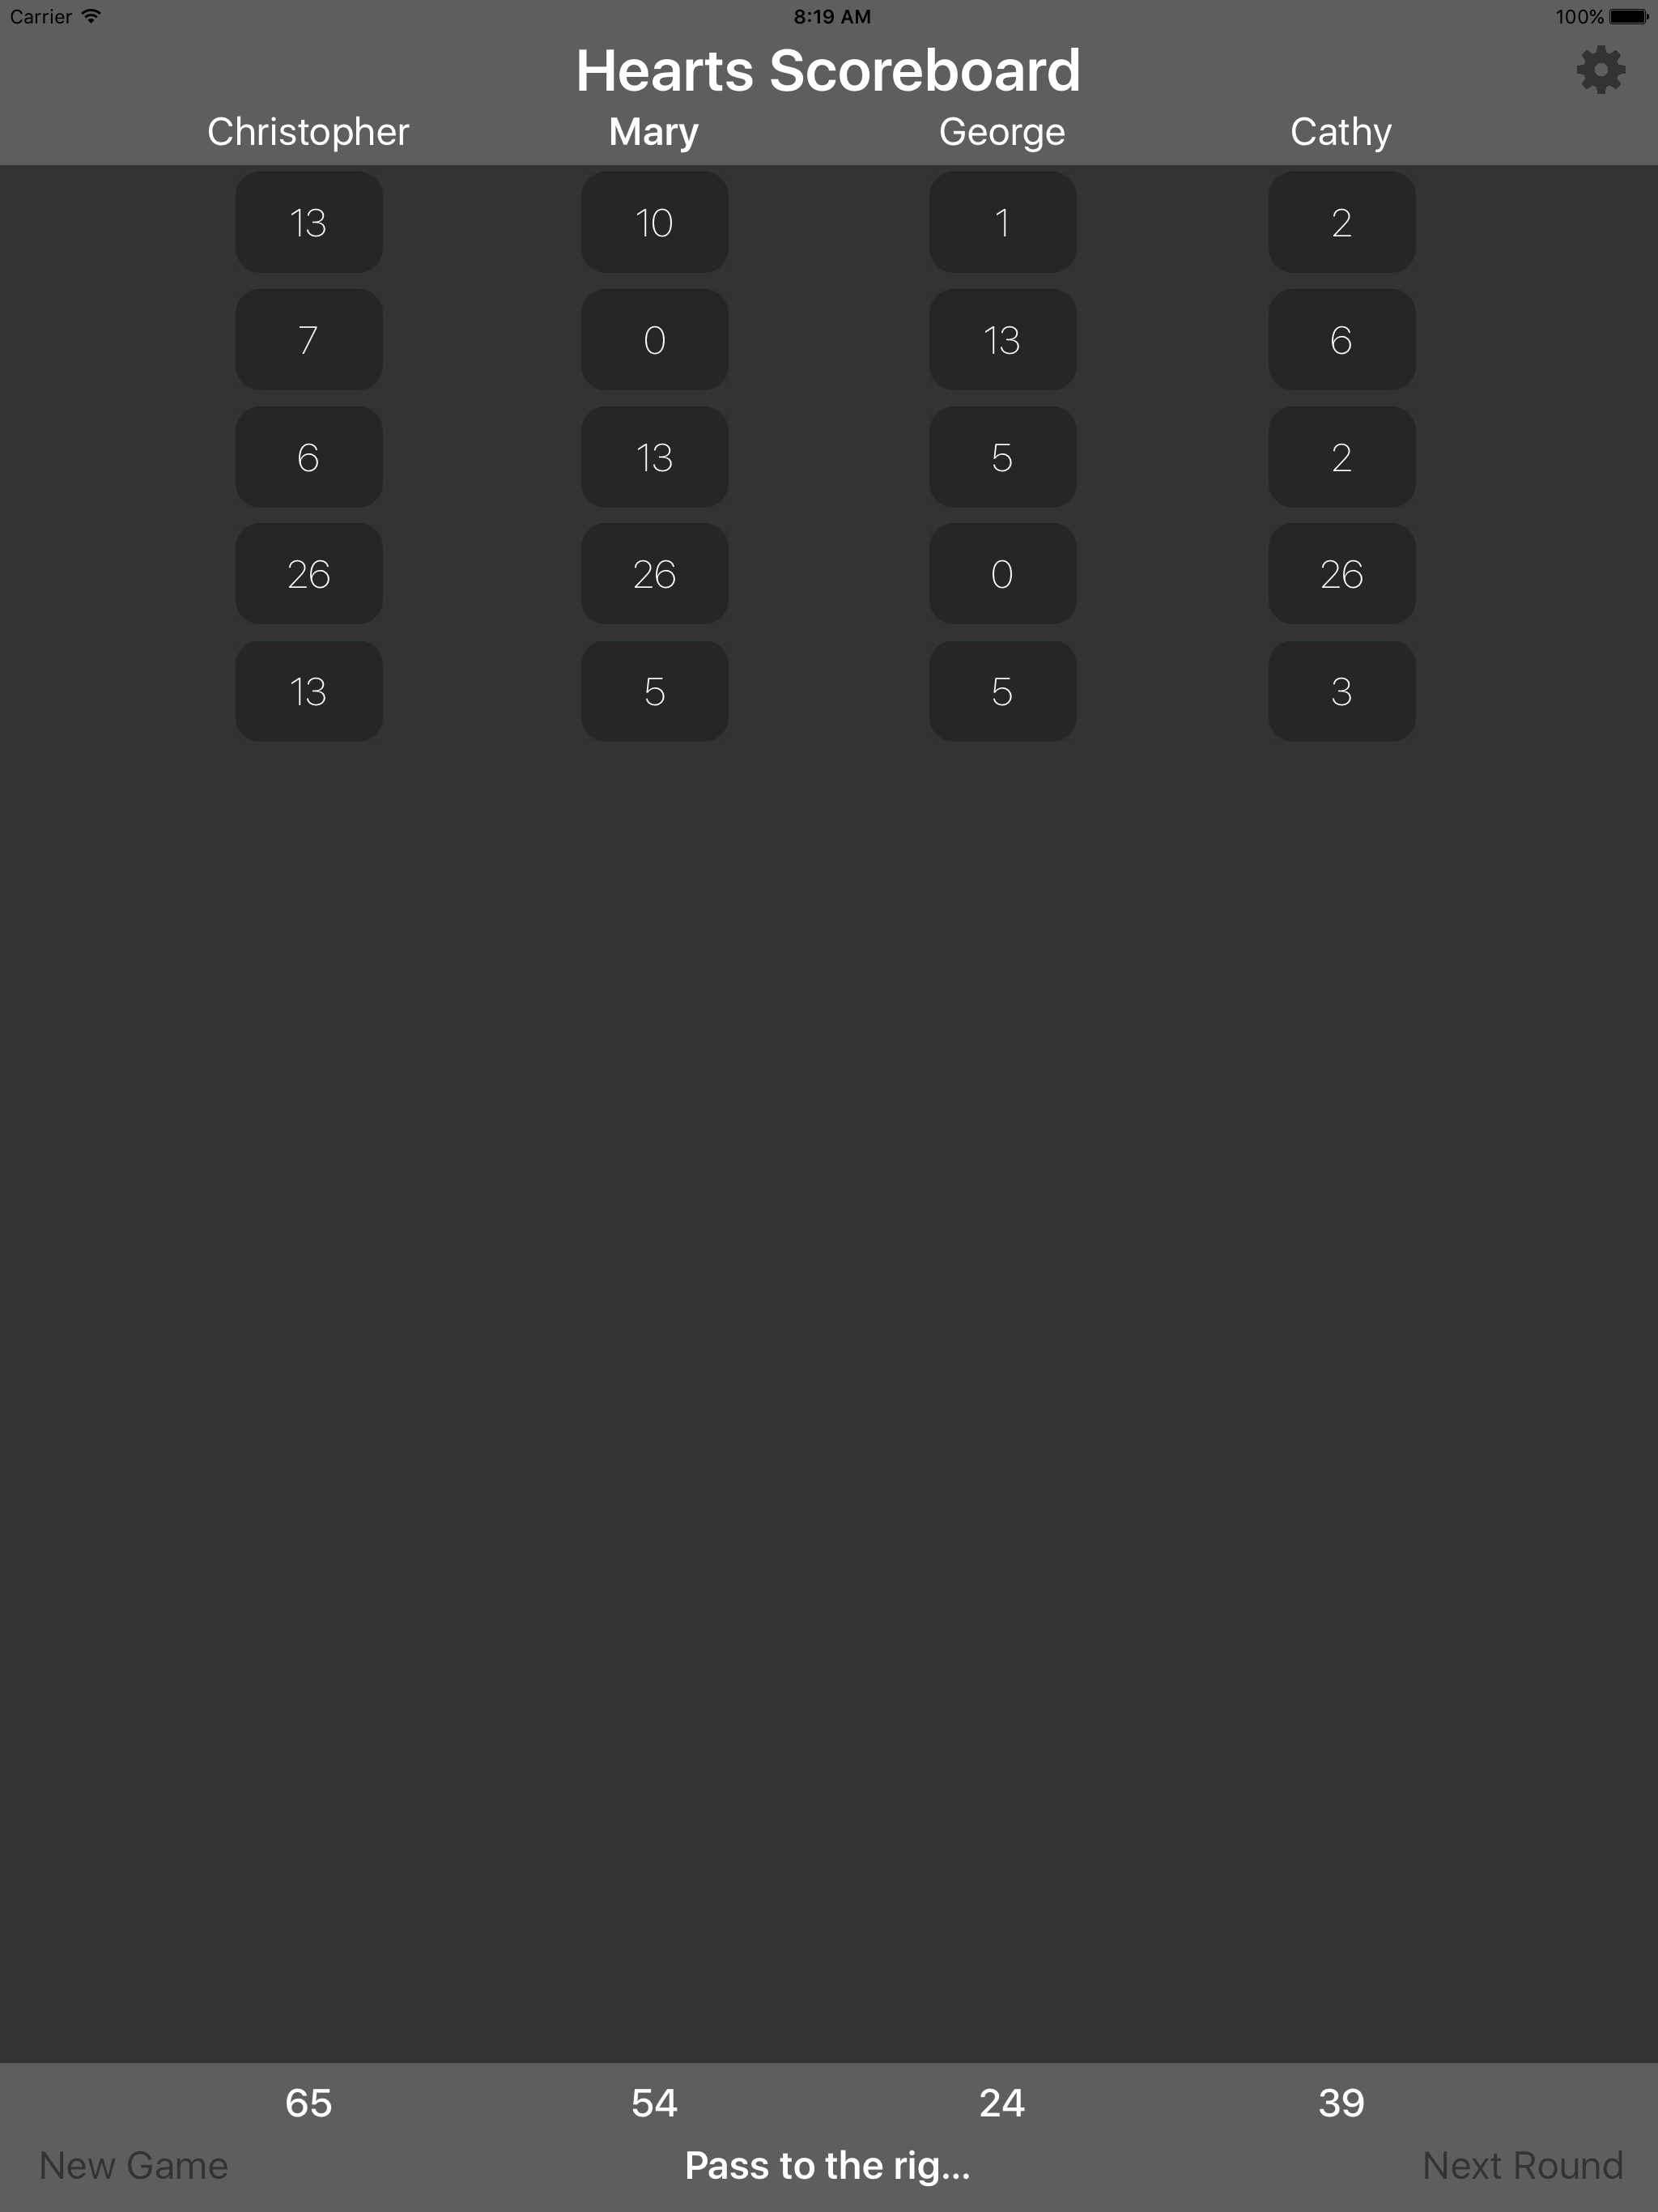 Carrier 8:19 AM 100%
Hearts Scoreboard
Christopher Mary George Cathy
13 10 1 2
7 0 13 6
6 13 5 2
26 26 0 26
13 5 5 3
65 54 24 39
New Game Pass to the rig... Next Round